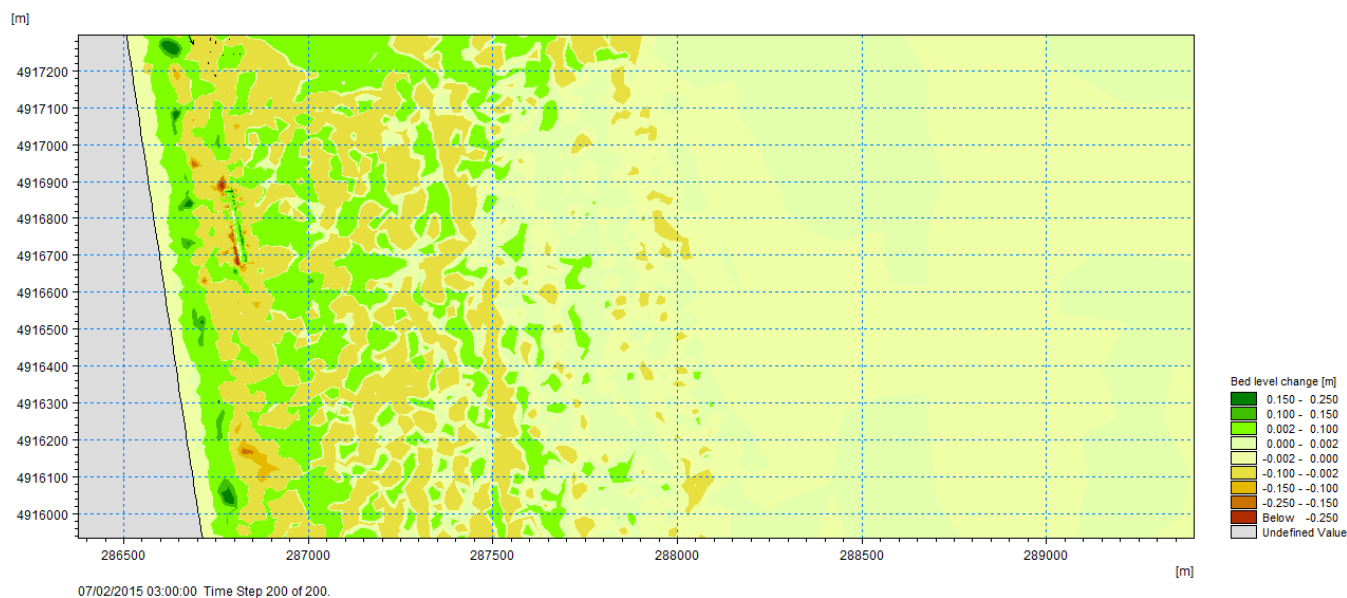 [m]
4917200
4917100
4917000
4916900
4916800
4916700
4916600
4916500
4916400
4916300
4916200
4916100
4916000
286500 287000 287500 288000 288500 289000
[m]
07/02/2015 03:00:00 Time Step 200 of 200.
Bed level change [m]
0.150 - 0.250
0.100 - 0.150
0.002 - 0.100
0.000 - 0.002
-0.002 - 0.000
-0.100 - -0.002
-0.150 - -0.100
-0.250 - -0.150
Below -0.250
Undefined Value